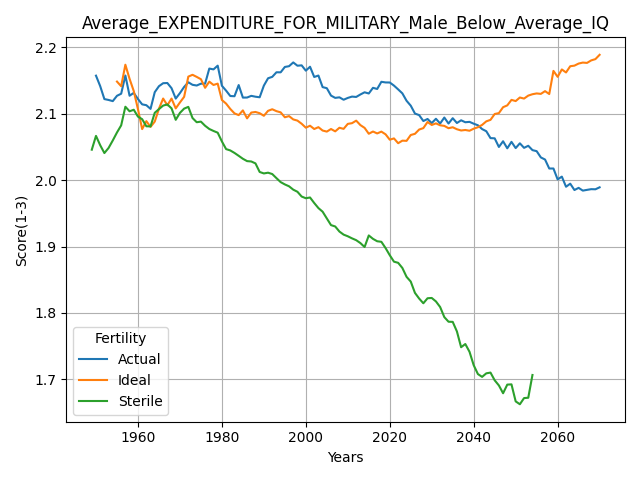 Average_EXPENDITURE_FOR_MILITARY_Male_Below_Average_IQ
2.2
2.1
2.0
1.9
1.8
1.7
Score(1-3)
Fertility
Actual
Ideal
Sterile
1960 1980 2000 2020 2040 2060
Years